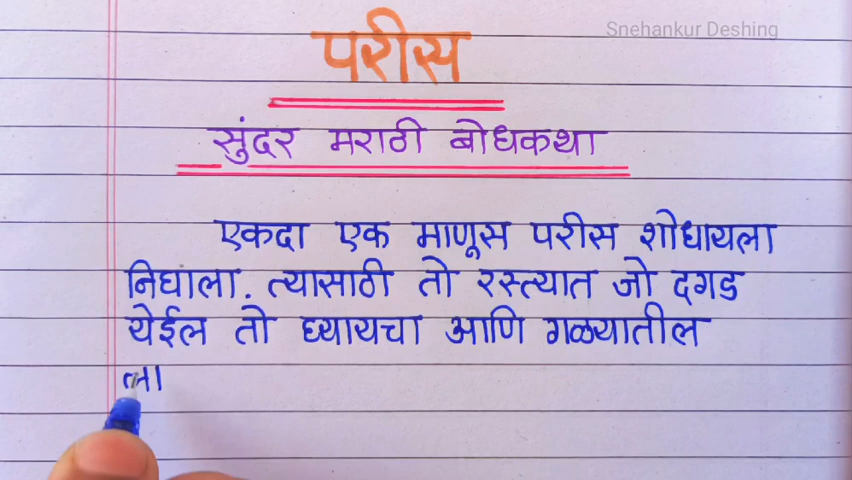 Snehankur Deshing
परीस
सुंदर मराठी बोधकथा
एकदा एक माणूस परीस शोधायला
निघाला. त्यासाठी तो रस्त्यात जो दगड
येईल तो घ्यायचा आणि गळ्यातील